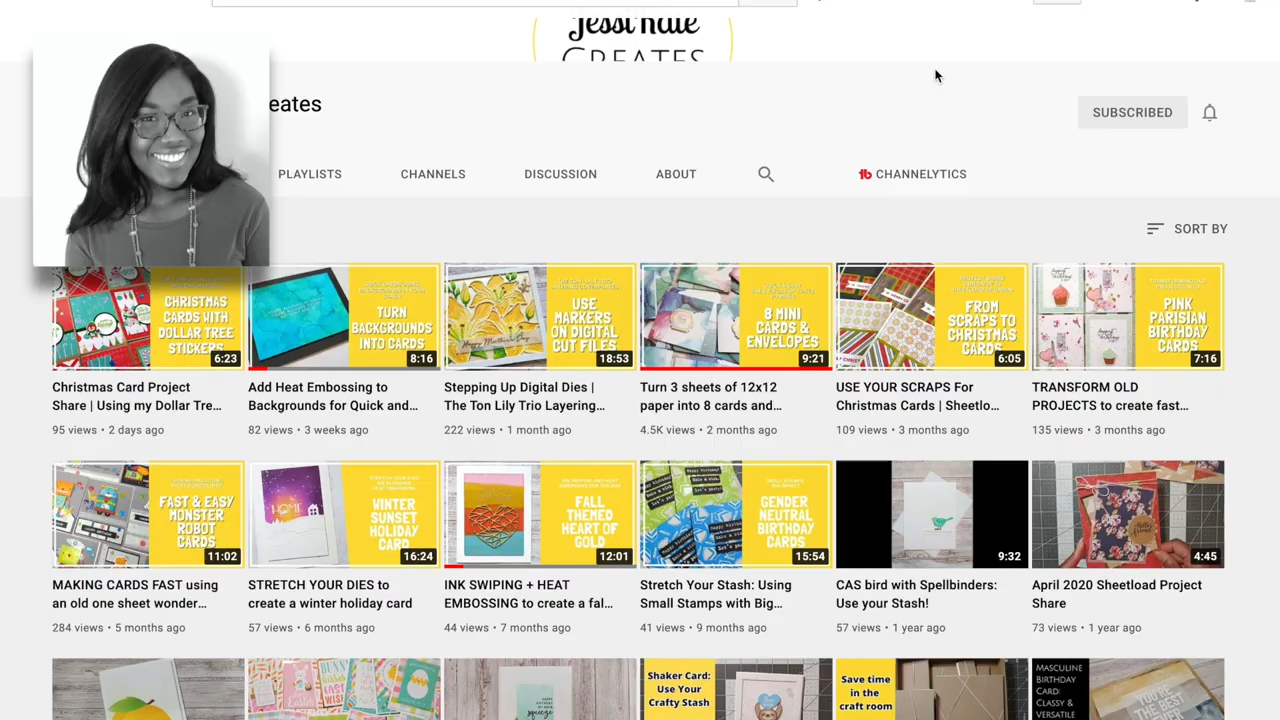 Jessi'nate
CREATES
eates
SUBSCRIBED
PLAYLISTS
CHANNELS
DISCUSSION
ABOUT
CHANNELYTICS
SORT BY
CHRISTMAS
CARDS WITH
DOLLAR TREE
STICKERS
6:23
TURN
BACKGROUNDS
INTO CARDS
8:16
USE
MARKERS
ON DIGITAL
CUT FILES
18:53
8 MINI
CARDS &
ENVELOPES
9:21
FROM
SCRAPS TO
CHRISTMAS
CARDS
6:05
PINK
PARISIAN
BIRTHDAY
CARDS
7:16
Christmas Card Project
Share | Using my Dollar Tre...
95 views • 2 days ago
Add Heat Embossing to
Backgrounds for Quick and...
82 views • 3 weeks ago
Stepping Up Digital Dies |
The Ton Lily Trio Layering...
222 views • 1 month ago
Turn 3 sheets of 12x12
paper into 8 cards and...
4.5K views • 2 months ago
USE YOUR SCRAPS For
Christmas Cards | Sheetlo...
109 views • 3 months ago
TRANSFORM OLD
PROJECTS to create fast...
135 views • 3 months ago
FAST & EASY
MONSTER
ROBOT
CARDS
11:02
HOME
WINTER
SUNSET
HOLIDAY
CARD
16:24
FALL
THEMED
HEART OF
GOLD
12:01
GENDER
NEUTRAL
BIRTHDAY
CARDS
15:54
9:32
4:45
MAKING CARDS FAST using
an old one sheet wonder...
284 views • 5 months ago
STRETCH YOUR DIES to
create a winter holiday card
57 views • 6 months ago
INK SWIPING + HEAT
EMBOSSING to create a fal...
44 views • 7 months ago
Stretch Your Stash: Using
Small Stamps with Big...
41 views • 9 months ago
CAS bird with Spellbinders:
Use your Stash!
57 views • 1 year ago
April 2020 Sheetload Project
Share
73 views • 1 year ago
Shaker Card:
Use Your
Crafty Stash
Save time
in the
craft room
MASCULINE
BIRTHDAY
CARD:
CLASSY &
VERSATILE